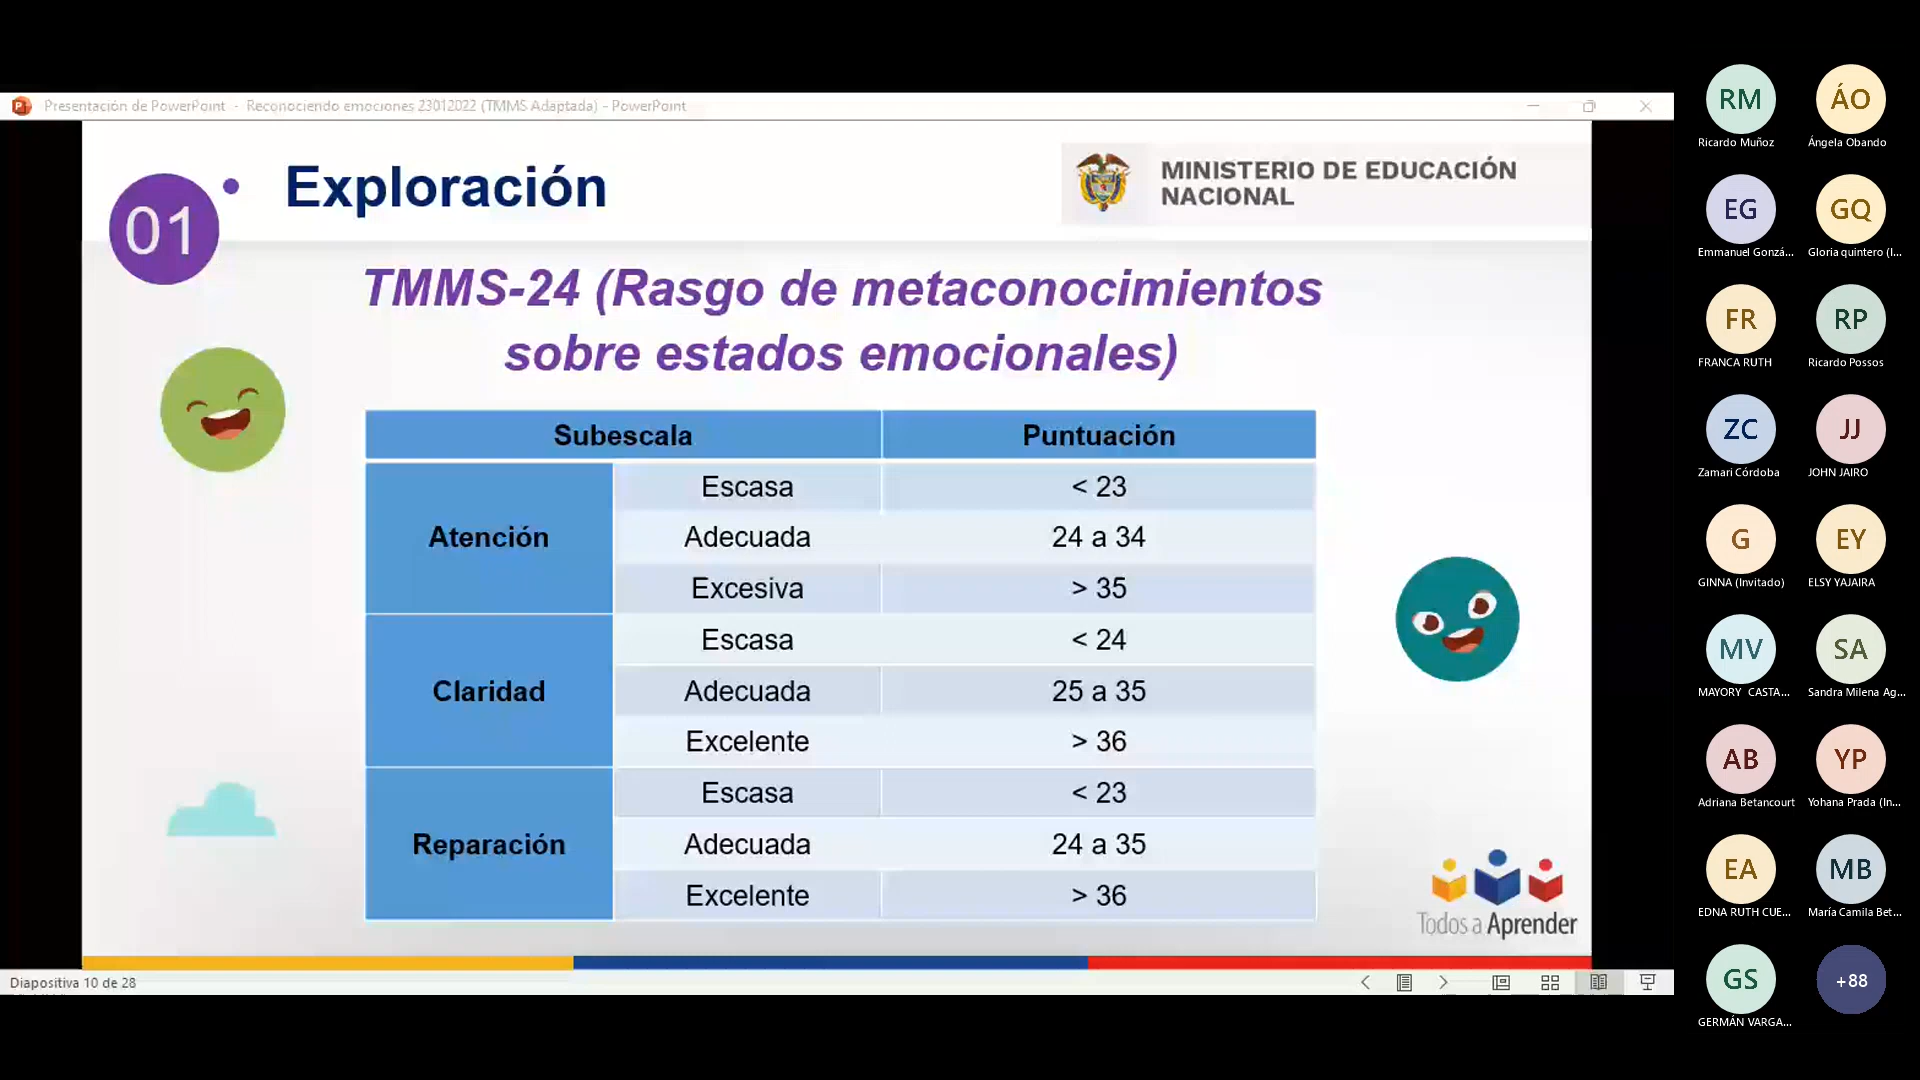 Presentación de PowerPoint - Reconociendo emociones 23012022 (TMMS Adaptada) - PowerPoint
01
• Exploración
MINISTERIO DE EDUCACIÓN
NACIONAL
TMMS-24 (Rasgo de metaconocimientos
sobre estados emocionales)
Subescala Puntuación
Atención
Escasa < 23
Adecuada 24 a 34
Excesiva > 35
Claridad
Escasa < 24
Adecuada 25 a 35
Excelente > 36
Reparación
Escasa < 23
Adecuada 24 a 35
Excelente > 36
Todos a Aprender
Diapositiva 10 de 28
RM ÁO
Ricardo Muñoz Ángela Obando
EG GQ
Emmanuel Gonzá... Gloria quintero (I...
FR RP
FRANCA RUTH Ricardo Possos
ZC JJ
Zamari Córdoba JOHN JAIRO
G EY
GINNA (Invitado) ELSY YAJAIRA
MV SA
MAYORY CASTA... Sandra Milena Ag...
AB YP
Adriana Betancourt Yohana Prada (In...
EA MB
EDNA RUTH CUE... María Camila Bet...
GS +88
GERMÁN VARGA...